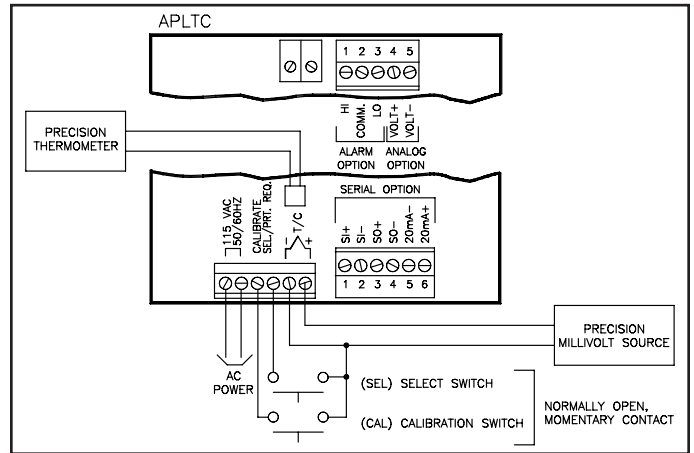 APLTC
1 2 3 4 5
HI
COMM.
LO
VOLT+
VOLT-
ALARM
OPTION
ANALOG
OPTION
PRECISION
THERMOMETER
115 VAC
50/60HZ
CALIBRATE
SEL/PRT. REQ.
T/C
- +
SERIAL OPTION
SI+
SI-
SO+
SO-
20mA-
20mA+
1 2 3 4 5 6
AC
POWER
PRECISION
MILLIVOLT SOURCE
(SEL) SELECT SWITCH
(CAL) CALIBRATION SWITCH
NORMALLY OPEN,
MOMENTARY CONTACT